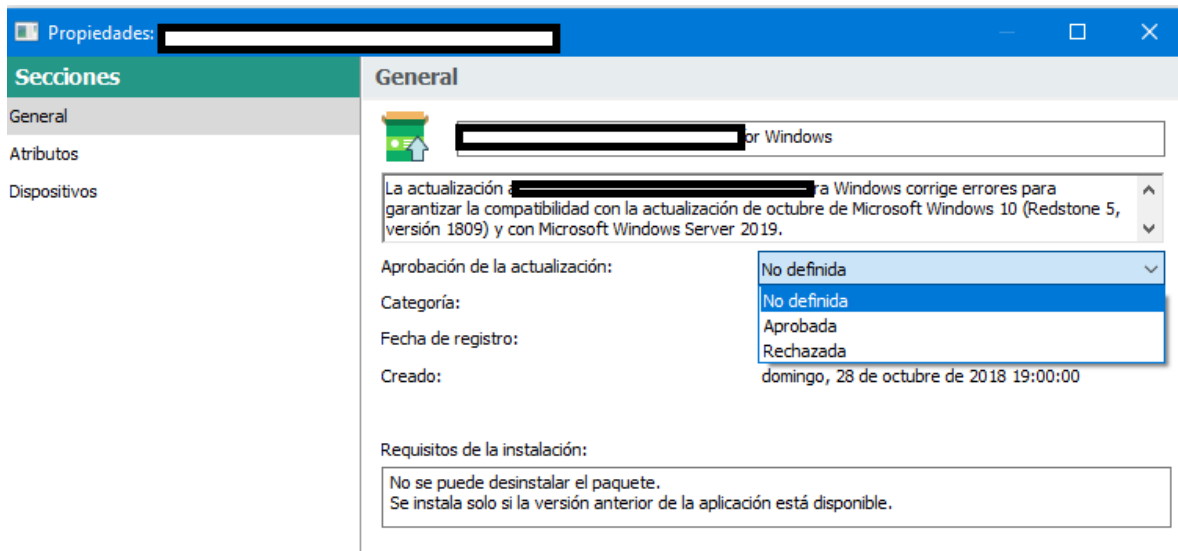 Propiedades:
Secciones
General
General
Atributos
Dispositivos
or Windows
La actualización a ra Windows corrige errores para
garantizar la compatibilidad con la actualización de octubre de Microsoft Windows 10 (Redstone 5,
versión 1809) y con Microsoft Windows Server 2019.
Aprobación de la actualización:
No definida
No definida
Aprobada
Rechazada
Categoría:
Fecha de registro:
Creado:
domingo, 28 de octubre de 2018 19:00:00
Requisitos de la instalación:
No se puede desinstalar el paquete.
Se instala solo si la versión anterior de la aplicación está disponible.